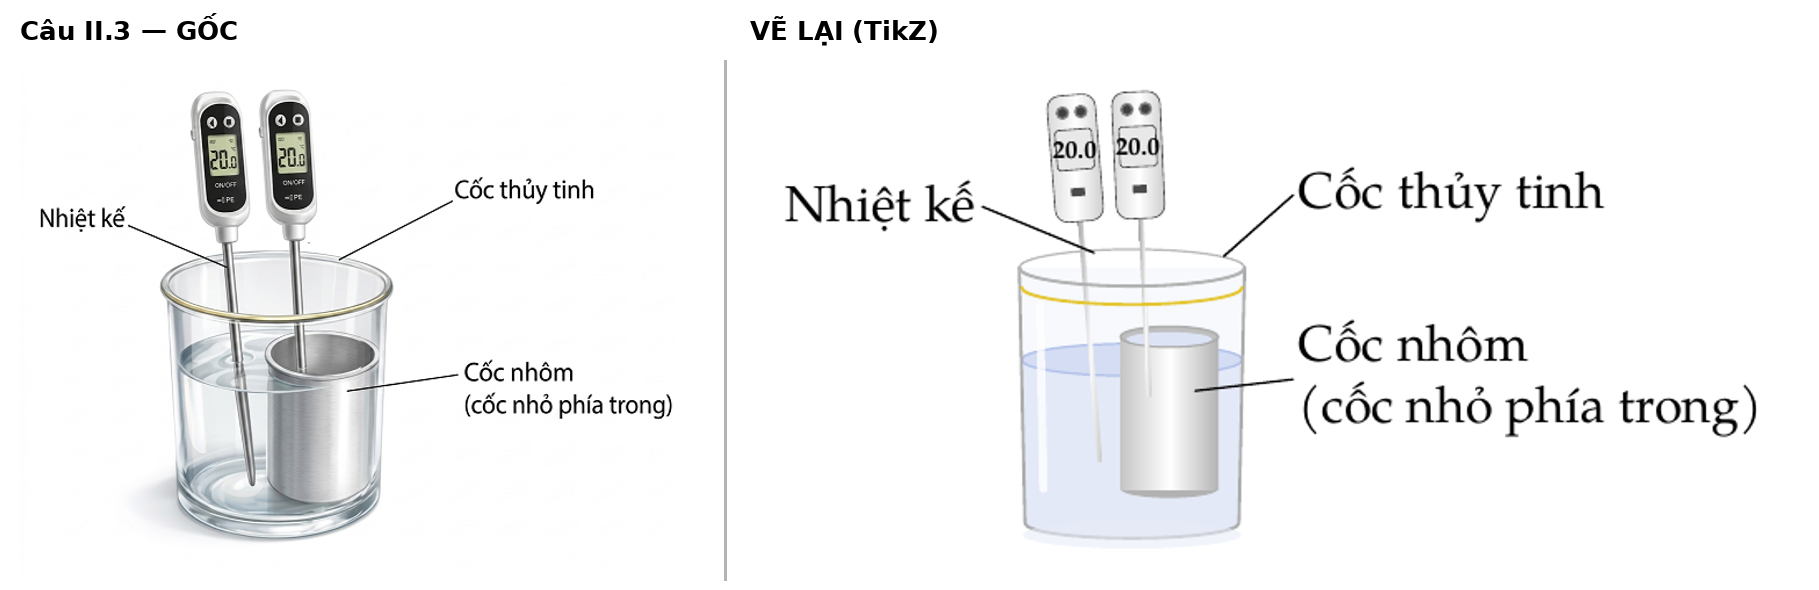 Câu II.3 — GỐC
VẼ LẠI (TikZ)
20.0
20.0
ON/OFF
ON/OFF
PE
PE
Nhiệt kế
Cốc thủy tinh
Cốc nhôm
(cốc nhỏ phía trong)
20.0
20.0
Nhiệt kế
Cốc thủy tinh
Cốc nhôm
(cốc nhỏ phía trong)